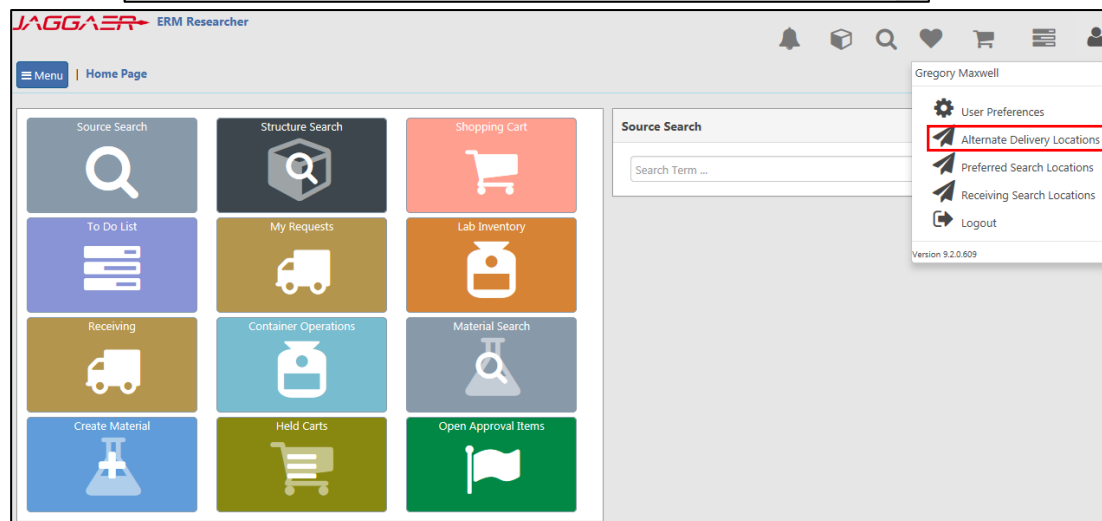 JAGGAER ERM Researcher
Menu | Home Page
Gregory Maxwell
User Preferences
Alternate Delivery Locations
Preferred Search Locations
Receiving Search Locations
Logout
Version 9.2.0.609
Source Search
Structure Search
Shopping Cart
To Do List
My Requests
Lab Inventory
Receiving
Container Operations
Material Search
Create Material
Held Carts
Open Approval Items
Source Search
Search Term ...